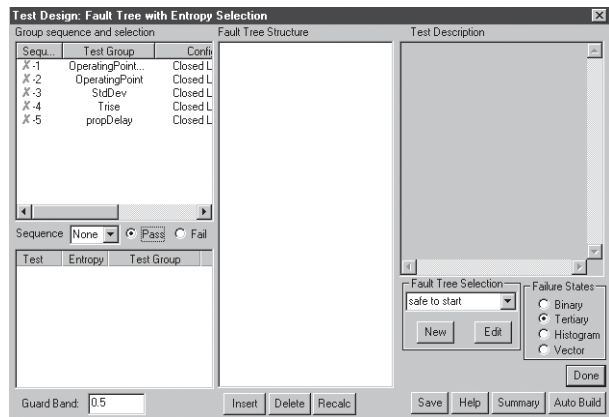 Test Design: Fault Tree with Entropy Selection
Group sequence and selection
Fault Tree Structure
Test Description
Sequ... Test Group Confi
X -1 OperatingPoint... Closed L
X -2 OperatingPoint Closed L
X -3 StdDev Closed L
X -4 Trise Closed L
X -5 propDelay Closed L
Sequence None Pass Fail
Test Entropy Test Group
Fault Tree Selection
safe to start
New Edit
Failure States
Binary
Tertiary
Histogram
Vector
Done
Guard Band: 0.5
Insert Delete Recalc
Save Help Summary Auto Build